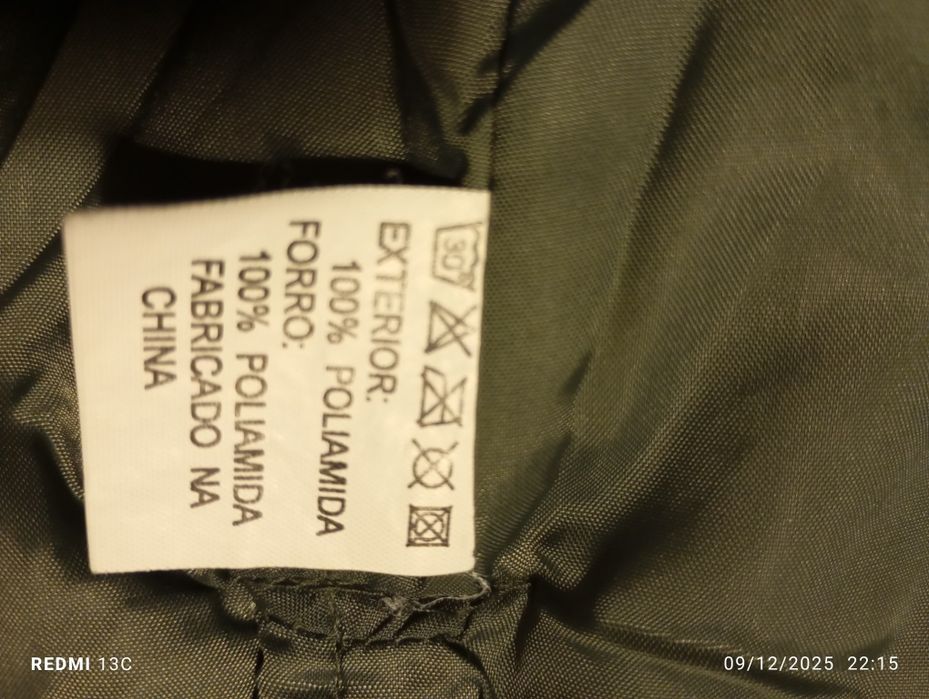 30
EXTERIOR:
100% POLIAMIDA
FORRO:
100% POLIAMIDA
FABRICADO NA
CHINA
REDMI 13C
09/12/2025 22:15